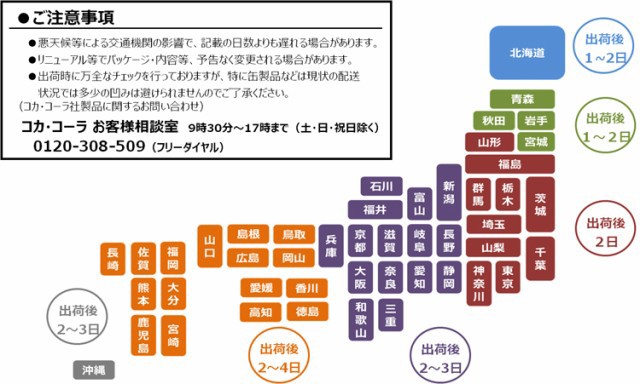 ●ご注意事項
●悪天候等による交通機関の影響で、記載の日数よりも遅れる場合があります。
●リニューアル等でパッケージ・内容等、予告なく変更される場合があります。
●出荷時に万全なチェックを行っておりますが、特に缶製品などは現状の配送
状況では多少の凹みは避けられませんのでご了承ください。
（コカ・コーラ社製品に関するお問い合わせ）
コカ・コーラ お客様相談室 9時30分〜17時まで（土・日・祝日除く）
0120-308-509（フリーダイヤル）
北海道
出荷後
1〜2日
青森
秋田 岩手
山形 宮城
出荷後
1〜2日
福島
群馬 栃木 茨城
埼玉
山梨 千葉
神奈川 東京
出荷後
2日
石川 富山 新潟
福井
兵庫 京都 滋賀 岐阜 長野
大阪 奈良 愛知 静岡
和歌山 三重
出荷後
2〜3日
山口 島根 鳥取
広島 岡山
愛媛 香川
高知 徳島
出荷後
2〜4日
長崎 佐賀 福岡
熊本 大分
鹿児島 宮崎
出荷後
2〜3日
沖縄